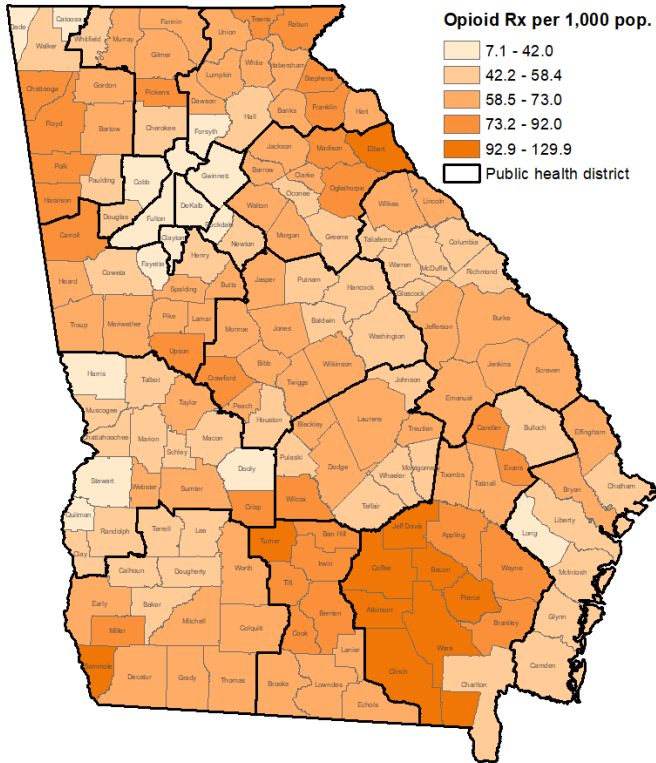 Opioid Rx per 1,000 pop.
7.1 - 42.0
42.2 - 58.4
58.5 - 73.0
73.2 - 92.0
92.9 - 129.9
Public health district
Dade
Catoosa
Walker
Whitfield
Murray
Fannin
Gilmer
Union
Towns
Rabun
White
Habersham
Lumpkin
Stephens
Chattooga
Gordon
Pickens
Dawson
Hall
Banks
Franklin
Hart
Floyd
Bartow
Cherokee
Forsyth
Jackson
Madison
Elbert
Polk
Paulding
Cobb
Gwinnett
Barrow
Clarke
Oglethorpe
Oconee
Haralson
Douglas
Fulton
DeKalb
Rockdale
Walton
Wilkes
Lincoln
Carroll
Clayton
Fayette
Henry
Newton
Morgan
Greene
Taliaferro
Columbia
McDuffie
Warren
Richmond
Coweta
Heard
Spalding
Butts
Jasper
Putnam
Hancock
Glascock
Troup
Meriwether
Pike
Lamar
Monroe
Jones
Baldwin
Washington
Jefferson
Burke
Upson
Harris
Talbot
Crawford
Bibb
Wilkinson
Twiggs
Johnson
Jenkins
Screven
Emanuel
Muscogee
Taylor
Peach
Houston
Bleckley
Laurens
Treutlen
Candler
Bulloch
Effingham
Chattahoochee
Marion
Macon
Schley
Dooly
Pulaski
Dodge
Wheeler
Montgomery
Toombs
Tattnall
Evans
Bryan
Chatham
Stewart
Webster
Sumter
Crisp
Wilcox
Telfair
Long
Liberty
Quitman
Randolph
Terrell
Lee
Turner
Ben Hill
Jeff Davis
Appling
Wayne
McIntosh
Clay
Calhoun
Dougherty
Worth
Tift
Irwin
Coffee
Bacon
Pierce
Early
Baker
Mitchell
Colquitt
Cook
Berrien
Atkinson
Ware
Brantley
Glynn
Miller
Lanier
Clinch
Charlton
Camden
Seminole
Decatur
Grady
Thomas
Brooks
Lowndes
Echols